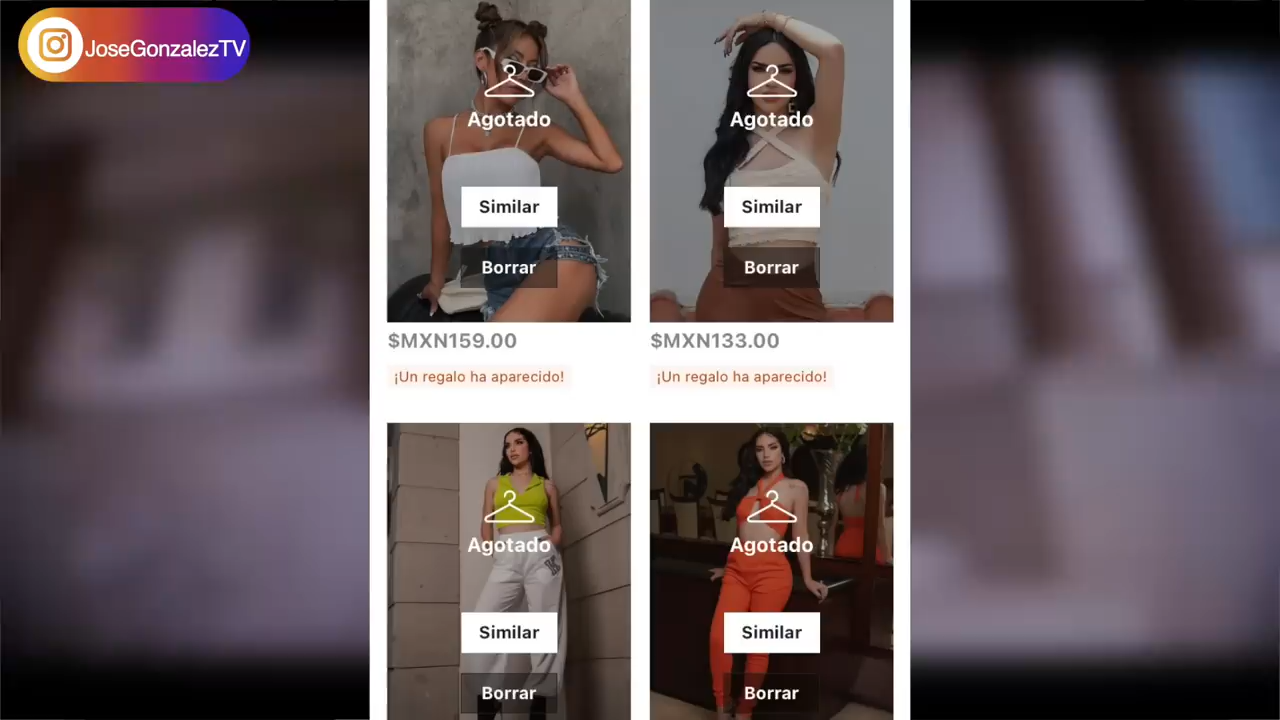 JoseGonzalezTV
Agotado
Agotado
Similar
Similar
Borrar
Borrar
$MXN159.00
$MXN133.00
¡Un regalo ha aparecido!
¡Un regalo ha aparecido!
Agotado
Agotado
Similar
Similar
Borrar
Borrar